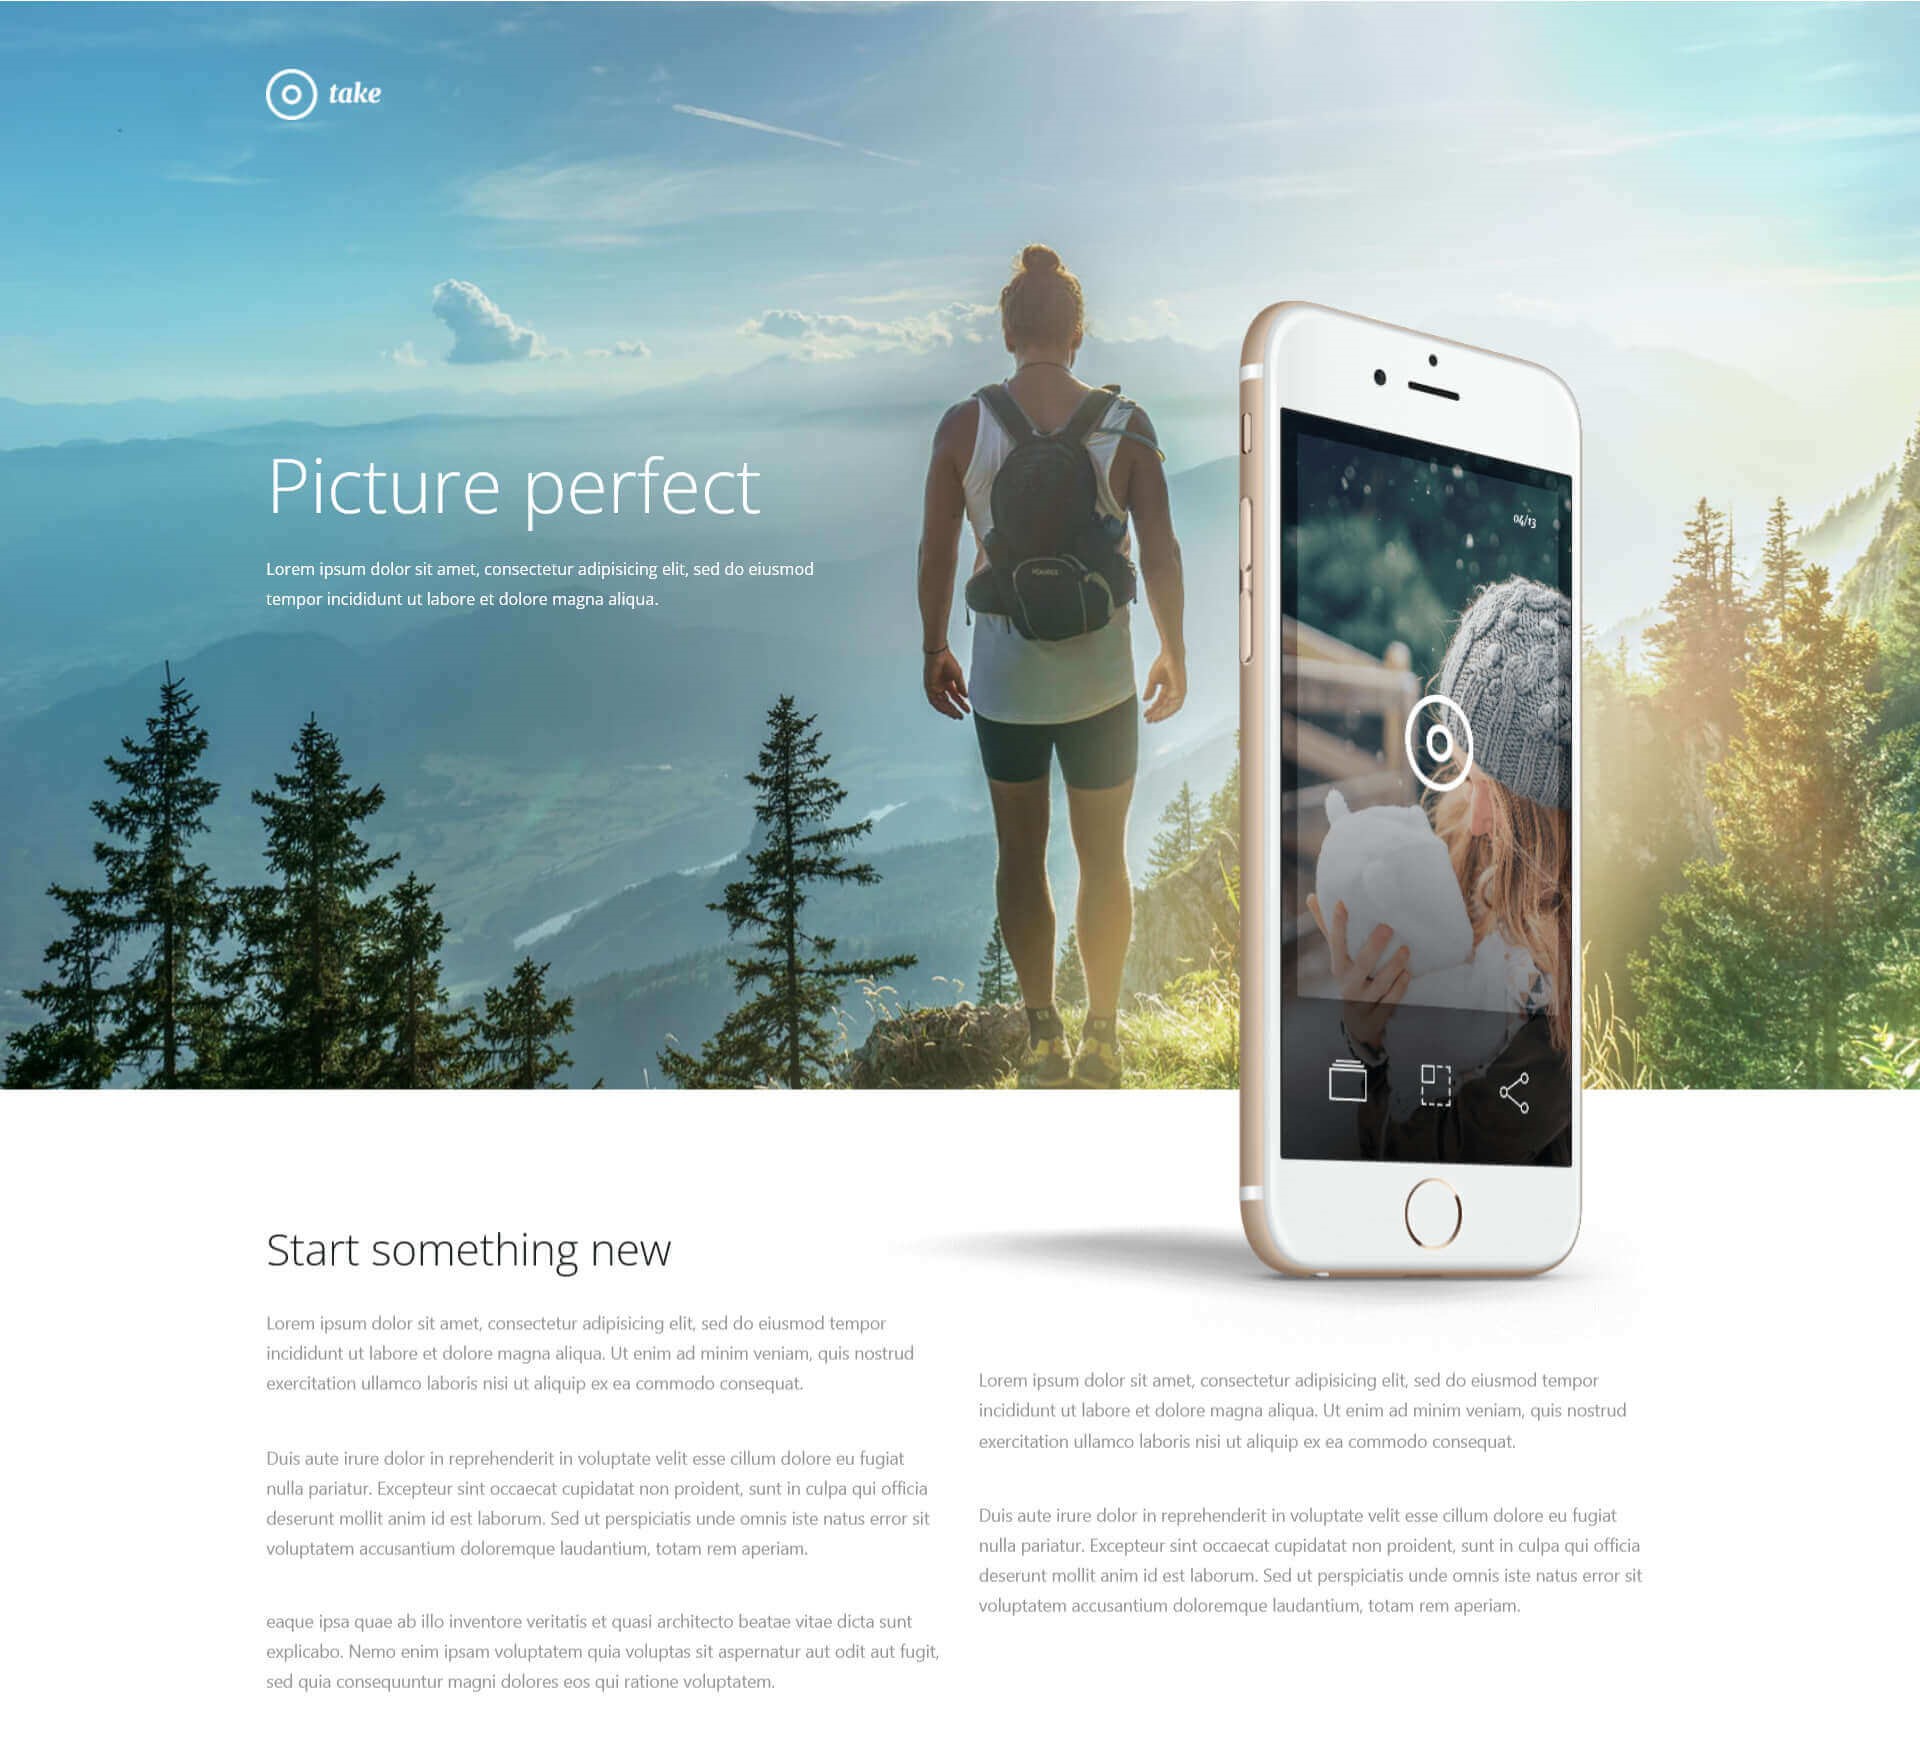 take
Picture perfect
Lorem ipsum dolor sit amet, consectetur adipisicing elit, sed do eiusmod
tempor incididunt ut labore et dolore magna aliqua.
04/13
Start something new
Lorem ipsum dolor sit amet, consectetur adipisicing elit, sed do eiusmod tempor
incididunt ut labore et dolore magna aliqua. Ut enim ad minim veniam, quis nostrud
exercitation ullamco laboris nisi ut aliquip ex ea commodo consequat.
Duis aute irure dolor in reprehenderit in voluptate velit esse cillum dolore eu fugiat
nulla pariatur. Excepteur sint occaecat cupidatat non proident, sunt in culpa qui officia
deserunt mollit anim id est laborum. Sed ut perspiciatis unde omnis iste natus error sit
voluptatem accusantium doloremque laudantium, totam rem aperiam.
eaque ipsa quae ab illo inventore veritatis et quasi architecto beatae vitae dicta sunt
explicabo. Nemo enim ipsam voluptatem quia voluptas sit aspernatur aut odit aut fugit,
sed quia consequuntur magni dolores eos qui ratione voluptatem.
Lorem ipsum dolor sit amet, consectetur adipisicing elit, sed do eiusmod tempor
incididunt ut labore et dolore magna aliqua. Ut enim ad minim veniam, quis nostrud
exercitation ullamco laboris nisi ut aliquip ex ea commodo consequat.
Duis aute irure dolor in reprehenderit in voluptate velit esse cillum dolore eu fugiat
nulla pariatur. Excepteur sint occaecat cupidatat non proident, sunt in culpa qui officia
deserunt mollit anim id est laborum. Sed ut perspiciatis unde omnis iste natus error sit
voluptatem accusantium doloremque laudantium, totam rem aperiam.